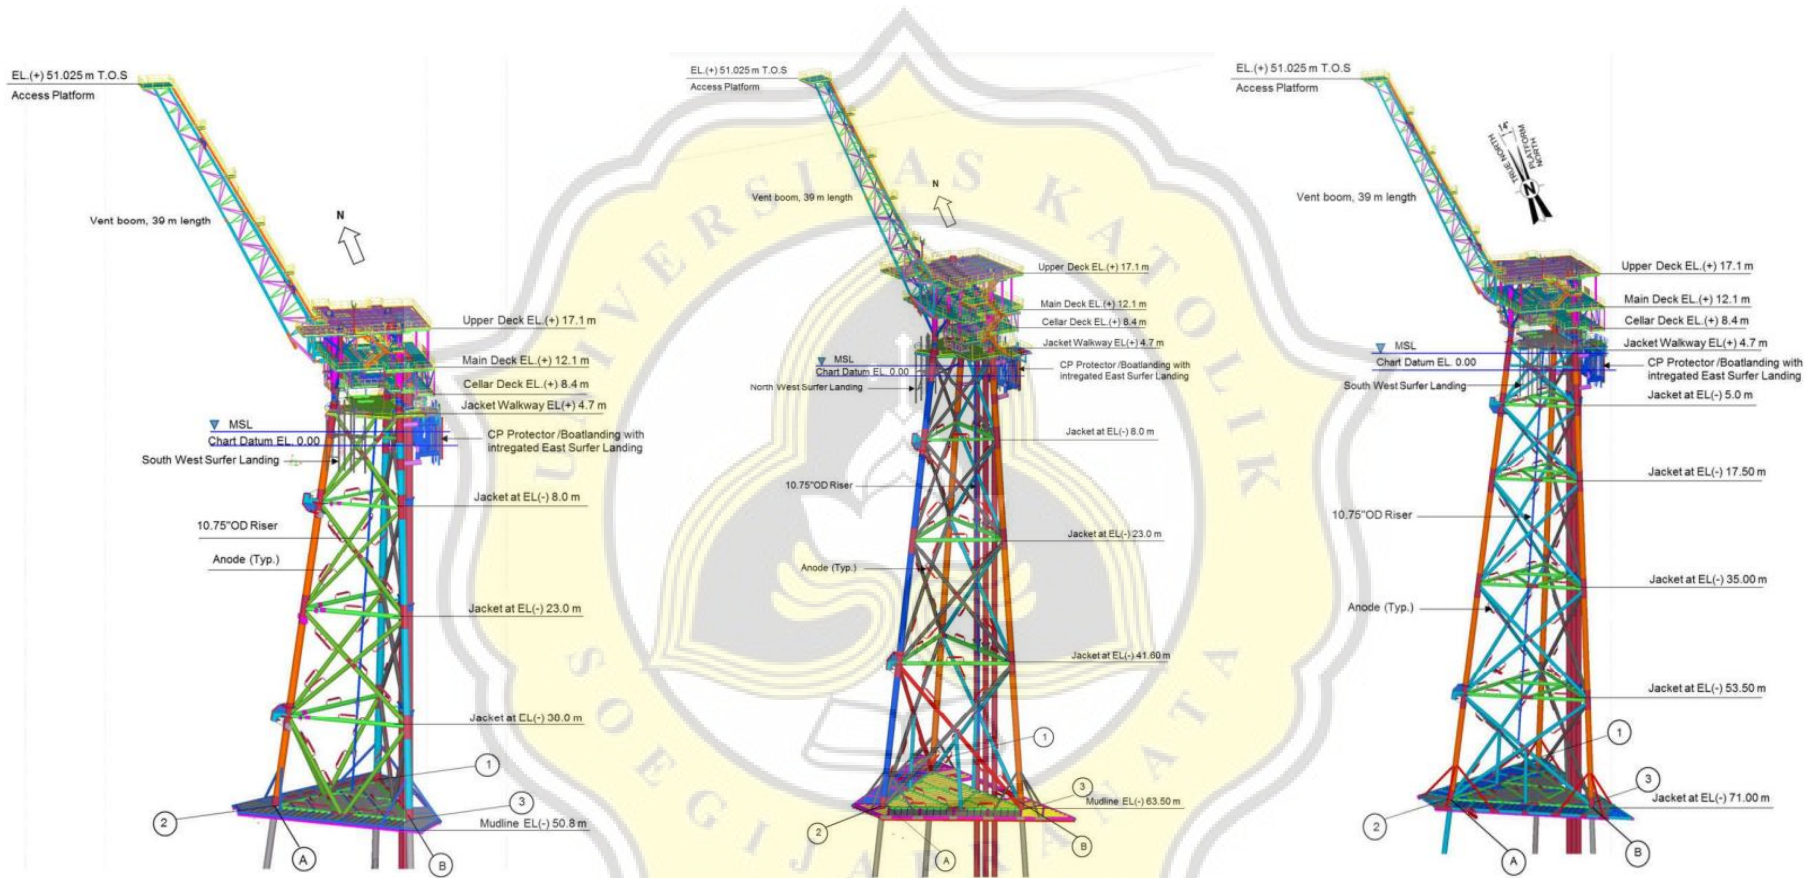 EL.(+) 51.025 m T.O.S
Access Platform
Vent boom, 39 m length
N
Upper Deck EL.(+) 17.1 m
Main Deck EL.(+) 12.1 m
Cellar Deck EL.(+) 8.4 m
Jacket Walkway EL(+) 4.7 m
MSL
Chart Datum EL. 0.00
CP Protector /Boatlanding with
intregated East Surfer Landing
South West Surfer Landing
Jacket at EL(-) 8.0 m
10.75"OD Riser
Anode (Typ.)
Jacket at EL(-) 23.0 m
Jacket at EL(-) 30.0 m
1
2
3
Mudline EL(-) 50.8 m
A
B
EL.(+) 51.025 m T.O.S
Access Platform
Vent boom, 39 m length
N
Upper Deck EL.(+) 17.1 m
Main Deck EL.(+) 12.1 m
Cellar Deck EL.(+) 8.4 m
Jacket Walkway EL(+) 4.7 m
MSL
Chart Datum EL. 0.00
CP Protector /Boatlanding with
intregated East Surfer Landing
North West Surfer Landing
Jacket at EL(-) 8.0 m
10.75"OD Riser
Jacket at EL(-) 23.0 m
Anode (Typ.)
Jacket at EL(-) 41.60 m
1
3
Mudline EL(-) 63.50 m
2
A
B
EL.(+) 51.025 m T.O.S
Access Platform
TRUE NORTH
PLATFORM
NORTH
N
Vent boom, 39 m length
Upper Deck EL.(+) 17.1 m
Main Deck EL.(+) 12.1 m
Cellar Deck EL.(+) 8.4 m
Jacket Walkway EL(+) 4.7 m
MSL
Chart Datum EL. 0.00
CP Protector /Boatlanding with
intregated East Surfer Landing
South West Surfer Landing
Jacket at EL(-) 5.0 m
Jacket at EL(-) 17.50 m
10.75"OD Riser
Jacket at EL(-) 35.00 m
Anode (Typ.)
Jacket at EL(-) 53.50 m
1
3
Jacket at EL(-) 71.00 m
2
A
B
UNIVERSITAS KATOLIK
SOEGIJAPRANATA